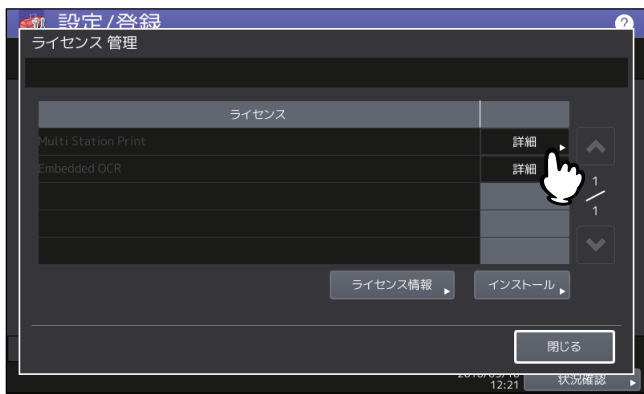 設定/登録
?
ライセンス 管理
ライセンス
Multi Station Print
詳細
Embedded OCR
詳細
1
1
ライセンス情報
インストール
閉じる
12:21
状況確認